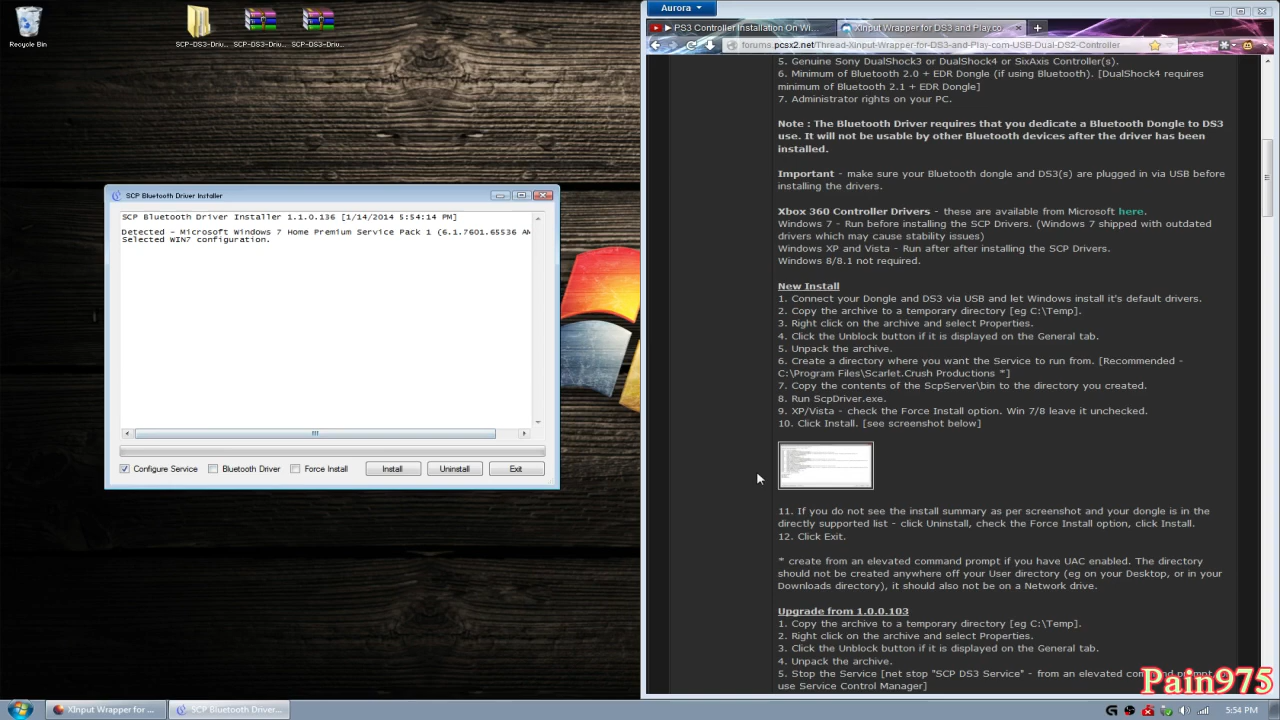 Recycle Bin
SCP-DS3-Driv...
SCP-DS3-Driv...
SCP-DS3-Driv...
SCP Bluetooth Driver Installer
SCP Bluetooth Driver Installer 1.1.0.136 [1/14/2014 5:54:14 PM]
Detected - Microsoft Windows 7 Home Premium Service Pack 1 (6.1.7601.65536 AM
Selected WIN7 configuration.
Configure Service
Bluetooth Driver
Force Install
Install
Uninstall
Exit
Aurora
PS3 Controller Installation On Wi...
XInput Wrapper for DS3 and Play.co...
forums.pcsx2.net/Thread-XInput-Wrapper-for-DS3-and-Play-com-USB-Dual-DS2-Controller
5. Genuine Sony DualShock3 or DualShock4 or SixAxis Controller(s).
6. Minimum of Bluetooth 2.0 + EDR Dongle (if using Bluetooth). [DualShock4 requires
minimum of Bluetooth 2.1 + EDR Dongle]
7. Administrator rights on your PC.
Note : The Bluetooth Driver requires that you dedicate a Bluetooth Dongle to DS3
use. It will not be usable by other Bluetooth devices after the driver has been
installed.
Important - make sure your Bluetooth dongle and DS3(s) are plugged in via USB before
installing the drivers.
Xbox 360 Controller Drivers - these are available from Microsoft here.
Windows 7 - Run before installing the SCP Drivers. (Windows 7 shipped with outdated
drivers which may cause stability issues)
Windows XP and Vista - Run after after installing the SCP Drivers.
Windows 8/8.1 not required.
New Install
1. Connect your Dongle and DS3 via USB and let Windows install it's default drivers.
2. Copy the archive to a temporary directory [eg C:\Temp].
3. Right click on the archive and select Properties.
4. Click the Unblock button if it is displayed on the General tab.
5. Unpack the archive.
6. Create a directory where you want the Service to run from. [Recommended -
C:\Program Files\Scarlet.Crush Productions *]
7. Copy the contents of the ScpServer\bin to the directory you created.
8. Run ScpDriver.exe.
9. XP/Vista - check the Force Install option. Win 7/8 leave it unchecked.
10. Click Install. [see screenshot below]
11. If you do not see the install summary as per screenshot and your dongle is in the
directly supported list - click Uninstall, check the Force Install option, click Install.
12. Click Exit.
* create from an elevated command prompt if you have UAC enabled. The directory
should not be created anywhere off your User directory (eg on your Desktop, or in your
Downloads directory), it should also not be on a Network drive.
Upgrade from 1.0.0.103
1. Copy the archive to a temporary directory [eg C:\Temp].
2. Right click on the archive and select Properties.
3. Click the Unblock button if it is displayed on the General tab.
4. Unpack the archive.
5. Stop the Service [net stop "SCP DS3 Service" - from an elevated command prompt
use Service Control Manager]
Pain975
XInput Wrapper for ...
SCP Bluetooth Driver...
5:54 PM